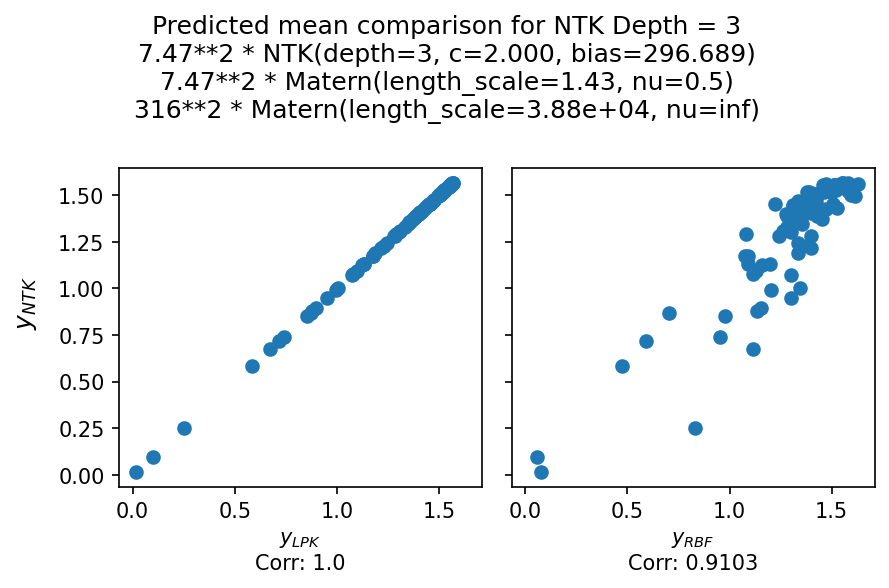 Predicted mean comparison for NTK Depth = 3
7.47**2 * NTK(depth=3, c=2.000, bias=296.689)
7.47**2 * Matern(length_scale=1.43, nu=0.5)
316**2 * Matern(length_scale=3.88e+04, nu=inf)
1.50
1.25
1.00
0.75
0.50
0.25
0.00
y_NTK
0.0 0.5 1.0 1.5
0.0 0.5 1.0 1.5
y_LPK
y_RBF
Corr: 1.0
Corr: 0.9103